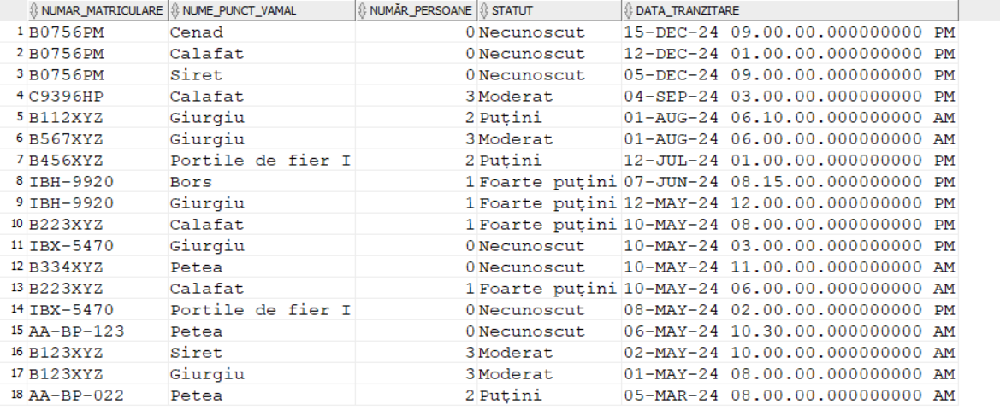 NUMAR_MATRICULARE NUME_PUNCT_VAMAL NUMĂR_PERSOANE STATUT DATA_TRANZITARE
1 B0756PM Cenad 0 Necunoscut 15-DEC-24 09.00.00.000000000 PM
2 B0756PM Calafat 0 Necunoscut 12-DEC-24 01.00.00.000000000 PM
3 B0756PM Siret 0 Necunoscut 05-DEC-24 09.00.00.000000000 PM
4 C9396HP Calafat 3 Moderat 04-SEP-24 03.00.00.000000000 PM
5 B112XYZ Giurgiu 2 Puțini 01-AUG-24 06.10.00.000000000 AM
6 B567XYZ Giurgiu 3 Moderat 01-AUG-24 06.00.00.000000000 AM
7 B456XYZ Portile de fier I 2 Puțini 12-JUL-24 01.00.00.000000000 PM
8 IBH-9920 Bors 1 Foarte puțini 07-JUN-24 08.15.00.000000000 PM
9 IBH-9920 Giurgiu 1 Foarte puțini 12-MAY-24 12.00.00.000000000 PM
10 B223XYZ Calafat 1 Foarte puțini 10-MAY-24 08.00.00.000000000 PM
11 IBX-5470 Giurgiu 0 Necunoscut 10-MAY-24 03.00.00.000000000 PM
12 B334XYZ Petea 0 Necunoscut 10-MAY-24 11.00.00.000000000 AM
13 B223XYZ Calafat 1 Foarte puțini 10-MAY-24 06.00.00.000000000 AM
14 IBX-5470 Portile de fier I 0 Necunoscut 08-MAY-24 02.00.00.000000000 PM
15 AA-BP-123 Petea 0 Necunoscut 06-MAY-24 10.30.00.000000000 AM
16 B123XYZ Siret 3 Moderat 02-MAY-24 10.00.00.000000000 AM
17 B123XYZ Giurgiu 3 Moderat 01-MAY-24 08.00.00.000000000 AM
18 AA-BP-022 Petea 2 Puțini 05-MAR-24 08.00.00.000000000 AM